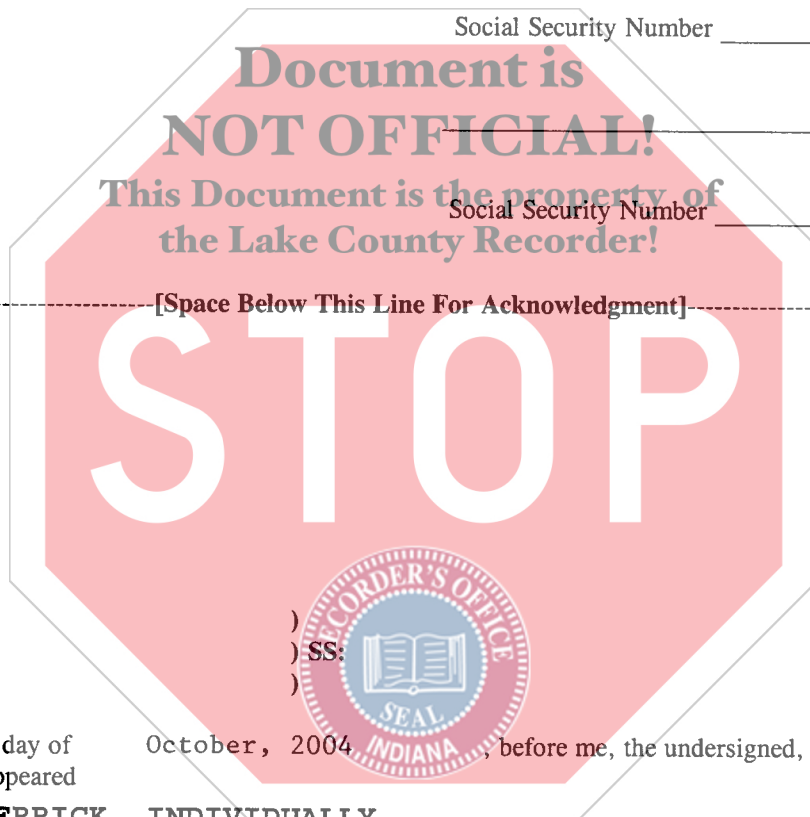 Social Security Number
Document is
NOT OFFICIAL!
This Document is the property of
Social Security Number
the Lake County Recorder!
[Space Below This Line For Acknowledgment]
STOP
)
) SS:
)
RECORDER'S OFFICE
SEAL
INDIANA
day of October, 2004, before me, the undersigned,
INDIVIDUALLY